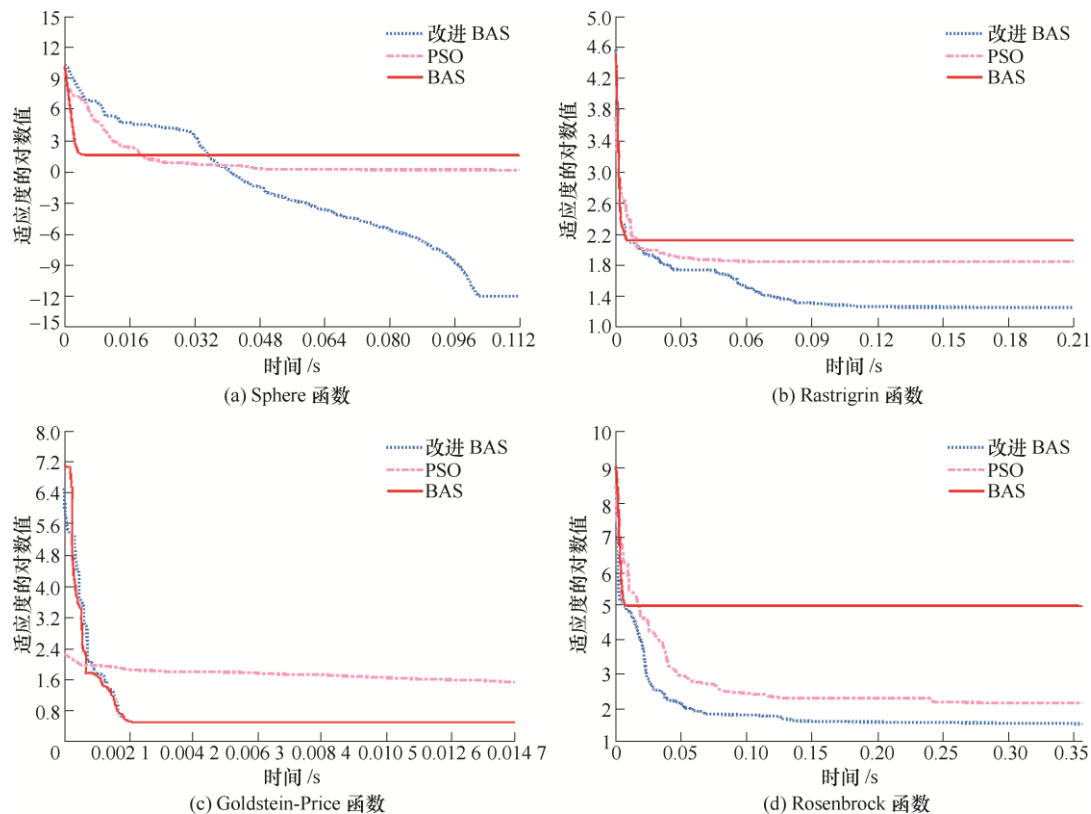 15
12
9
6
3
0
−3
−6
−9
−12
−15
适应度的对数值
改进 BAS
PSO
BAS
0 0.016 0.032 0.048 0.064 0.080 0.096 0.112
时间 /s
(a) Sphere 函数
5.0
4.6
4.2
3.8
3.4
3.0
2.6
2.2
1.8
1.4
1.0
适应度的对数值
改进 BAS
PSO
BAS
0 0.03 0.06 0.09 0.12 0.15 0.18 0.21
时间 /s
(b) Rastrigrin 函数
8.0
7.2
6.4
5.6
4.8
4.0
3.2
2.4
1.6
0.8
适应度的对数值
改进 BAS
PSO
BAS
0 0.002 1 0.004 2 0.006 3 0.008 4 0.010 5 0.012 6 0.014 7
时间 /s
(c) Goldstein-Price 函数
10
9
8
7
6
5
4
3
2
1
适应度的对数值
改进 BAS
PSO
BAS
0 0.05 0.10 0.15 0.20 0.25 0.30 0.35
时间 /s
(d) Rosenbrock 函数